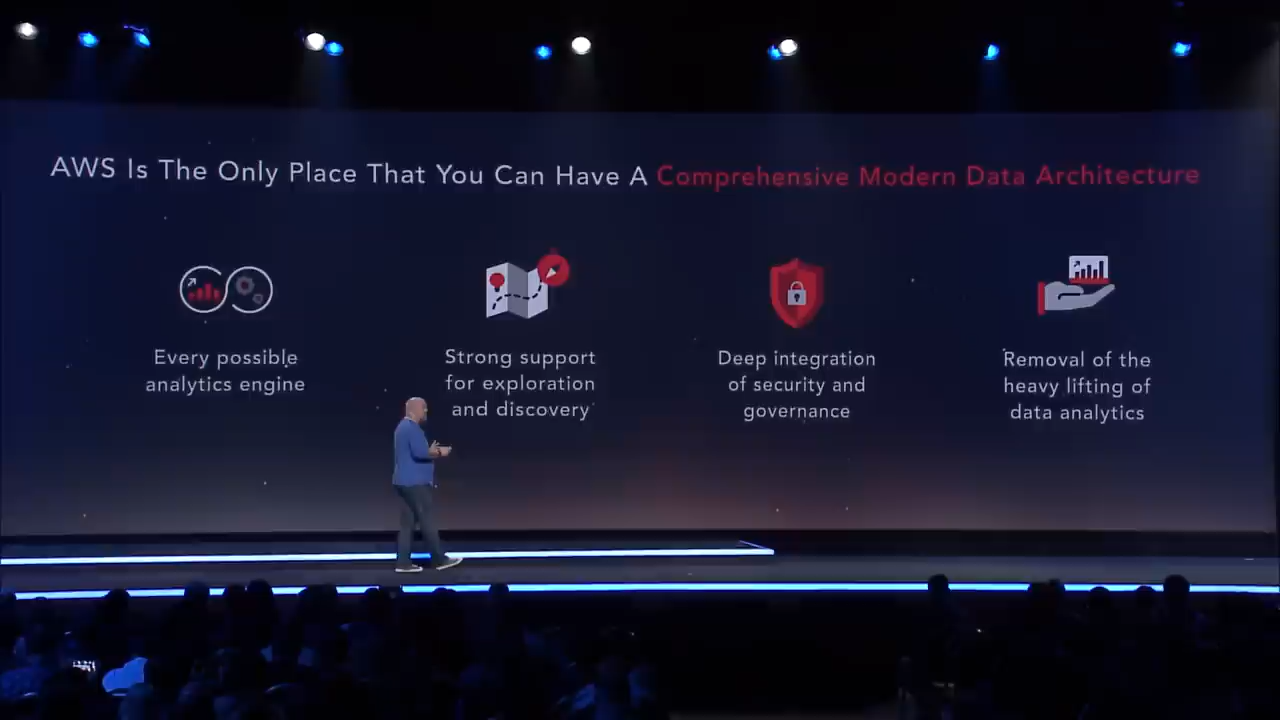 AWS Is The Only Place That You Can Have A Comprehensive Modern Data Architecture
Every possible
analytics engine
Strong support
for exploration
and discovery
Deep integration
of security and
governance
Removal of the
heavy lifting of
data analytics